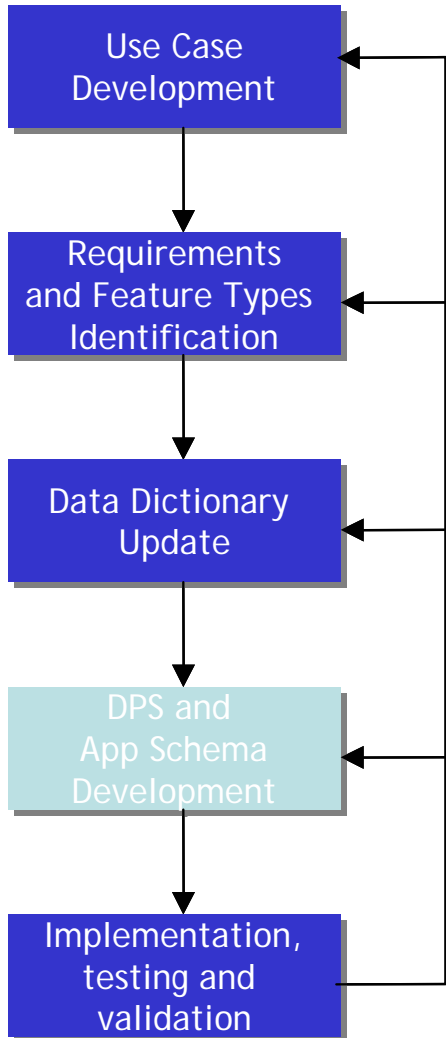 Use Case
Development
Requirements
and Feature Types
Identification
Data Dictionary
Update
DPS and
App Schema
Development
Implementation,
testing and
validation